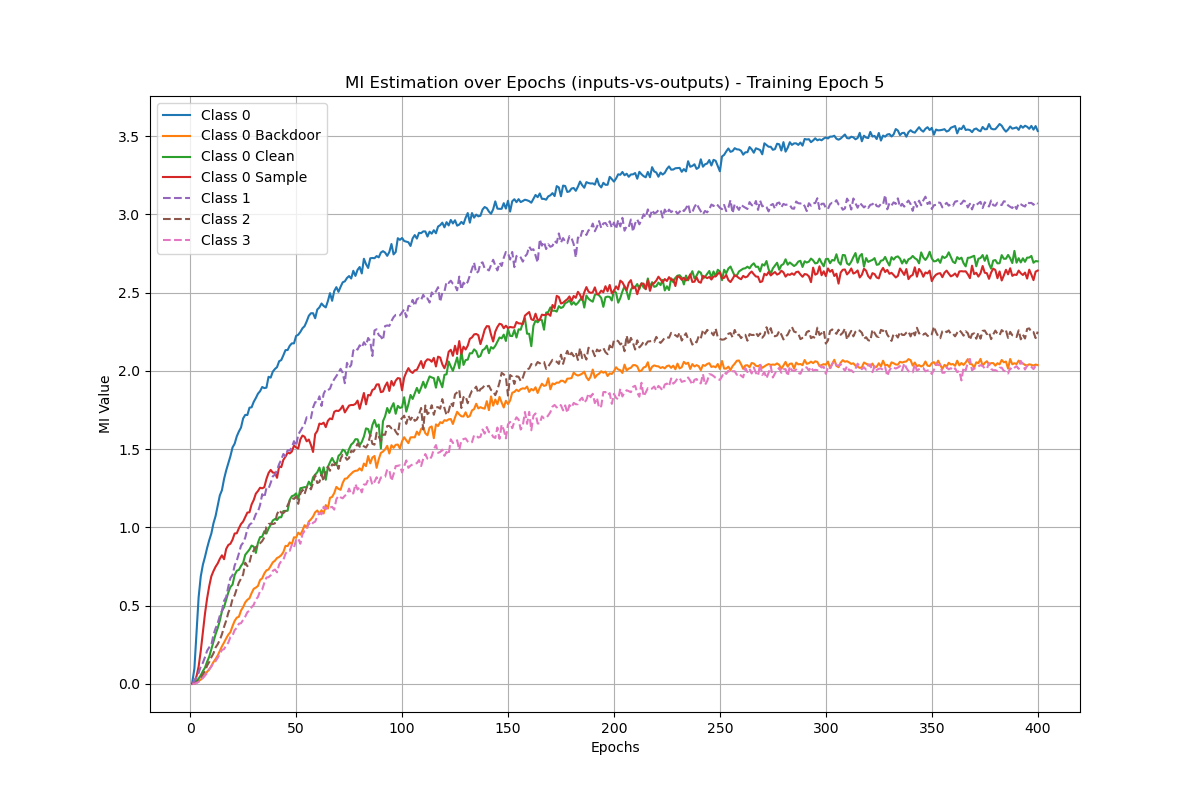 MI Estimation over Epochs (inputs-vs-outputs) - Training Epoch 5
Class 0
Class 0 Backdoor
Class 0 Clean
Class 0 Sample
Class 1
Class 2
Class 3
MI Value
3.5
3.0
2.5
2.0
1.5
1.0
0.5
0.0
0 50 100 150 200 250 300 350 400
Epochs